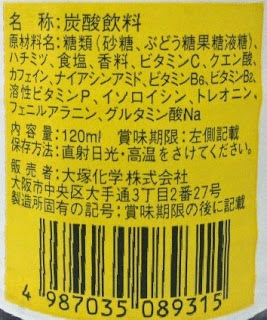 名 称：炭酸飲料
原材料名：糖類（砂糖、ぶどう糖果糖液糖）、
ハチミツ、食塩、香料、ビタミンC、クエン酸、
カフェイン、ナイアシンアミド、ビタミンB6、ビタミンB2、
溶性ビタミンP、イソロイシン、トレオニン、
フェニルアラニン、グルタミン酸Na
内 容 量：120ml 賞味期限：左側記載
保存方法：直射日光・高温をさけてください。
販 売 者：大塚化学株式会社
大阪市中央区大手通3丁目2番27号
製造所固有の記号：賞味期限の後に記載
4 987035 089315